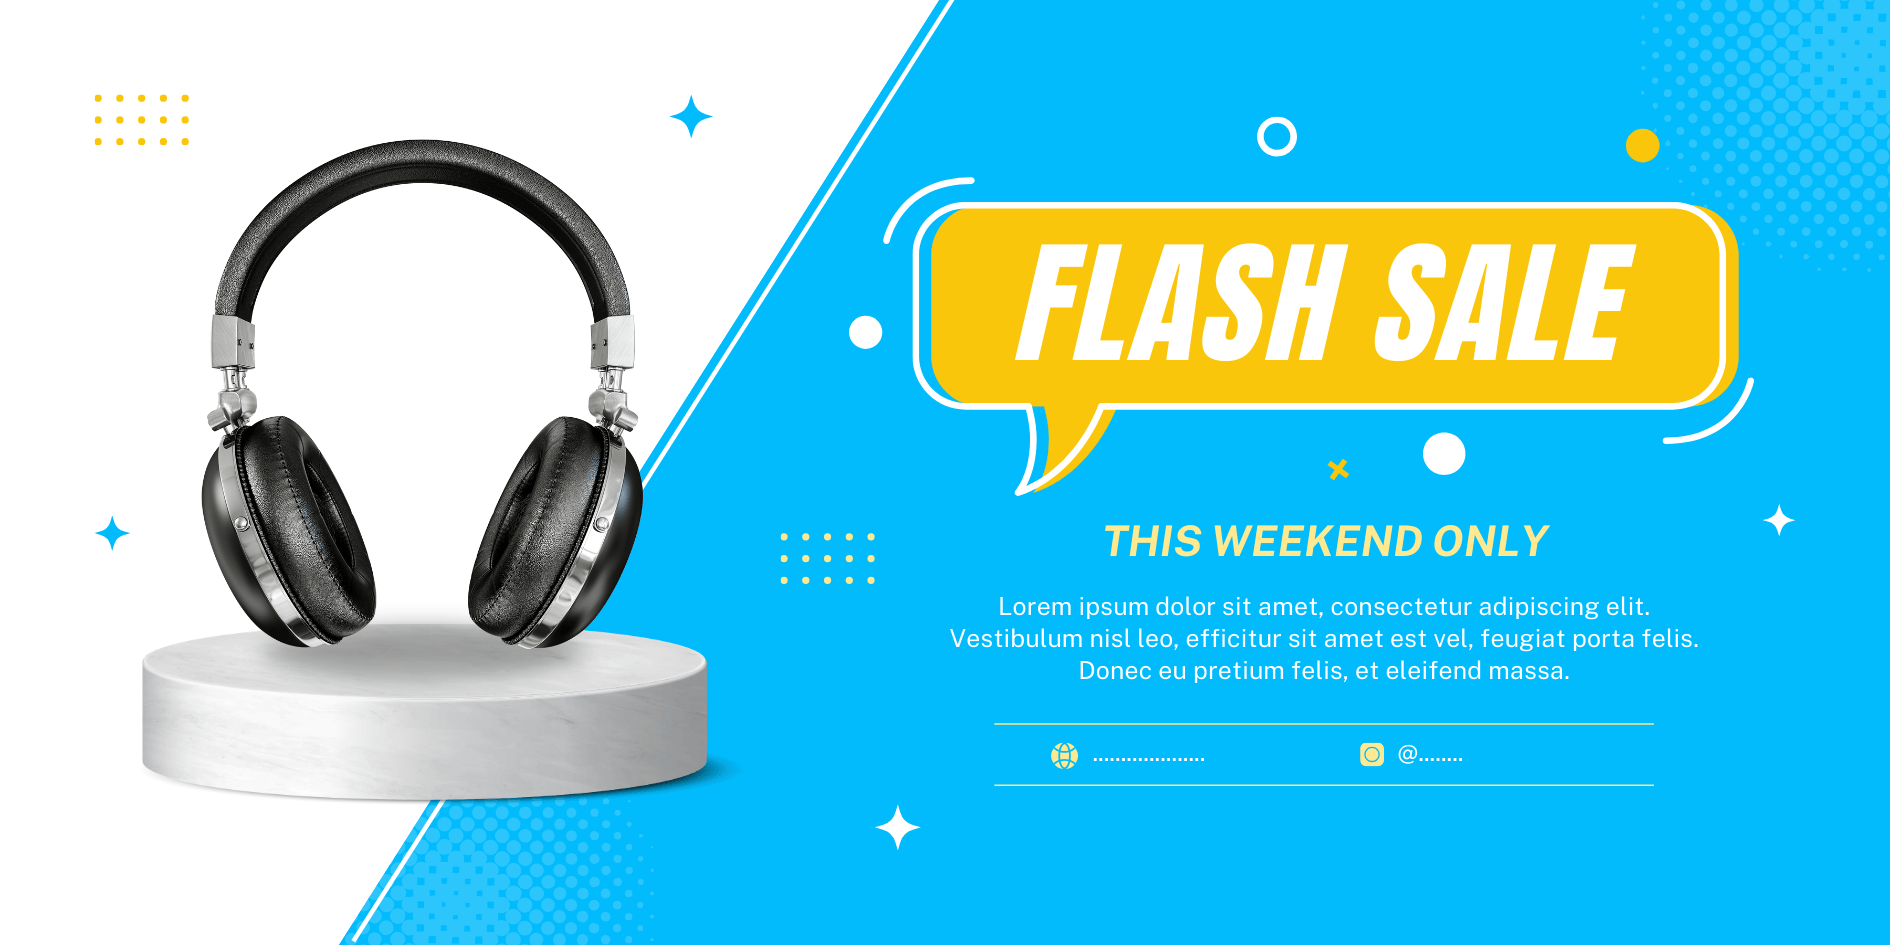 FLASH SALE
THIS WEEKEND ONLY
Lorem ipsum dolor sit amet, consectetur adipiscing elit.
Vestibulum nisl leo, efficitur sit amet est vel, feugiat porta felis.
Donec eu pretium felis, et eleifend massa.
.................... @........